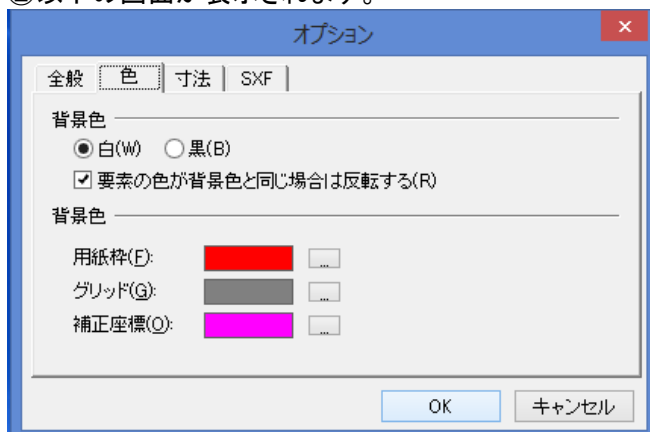 ②以下の画面が表示されます。
オプション
全般 色 寸法 SXF
背景色
白(W) 黒(B)
要素の色が背景色と同じ場合は反転する(R)
背景色
用紙枠(F): ...
グリッド(G): ...
補正座標(O): ...
OK キャンセル